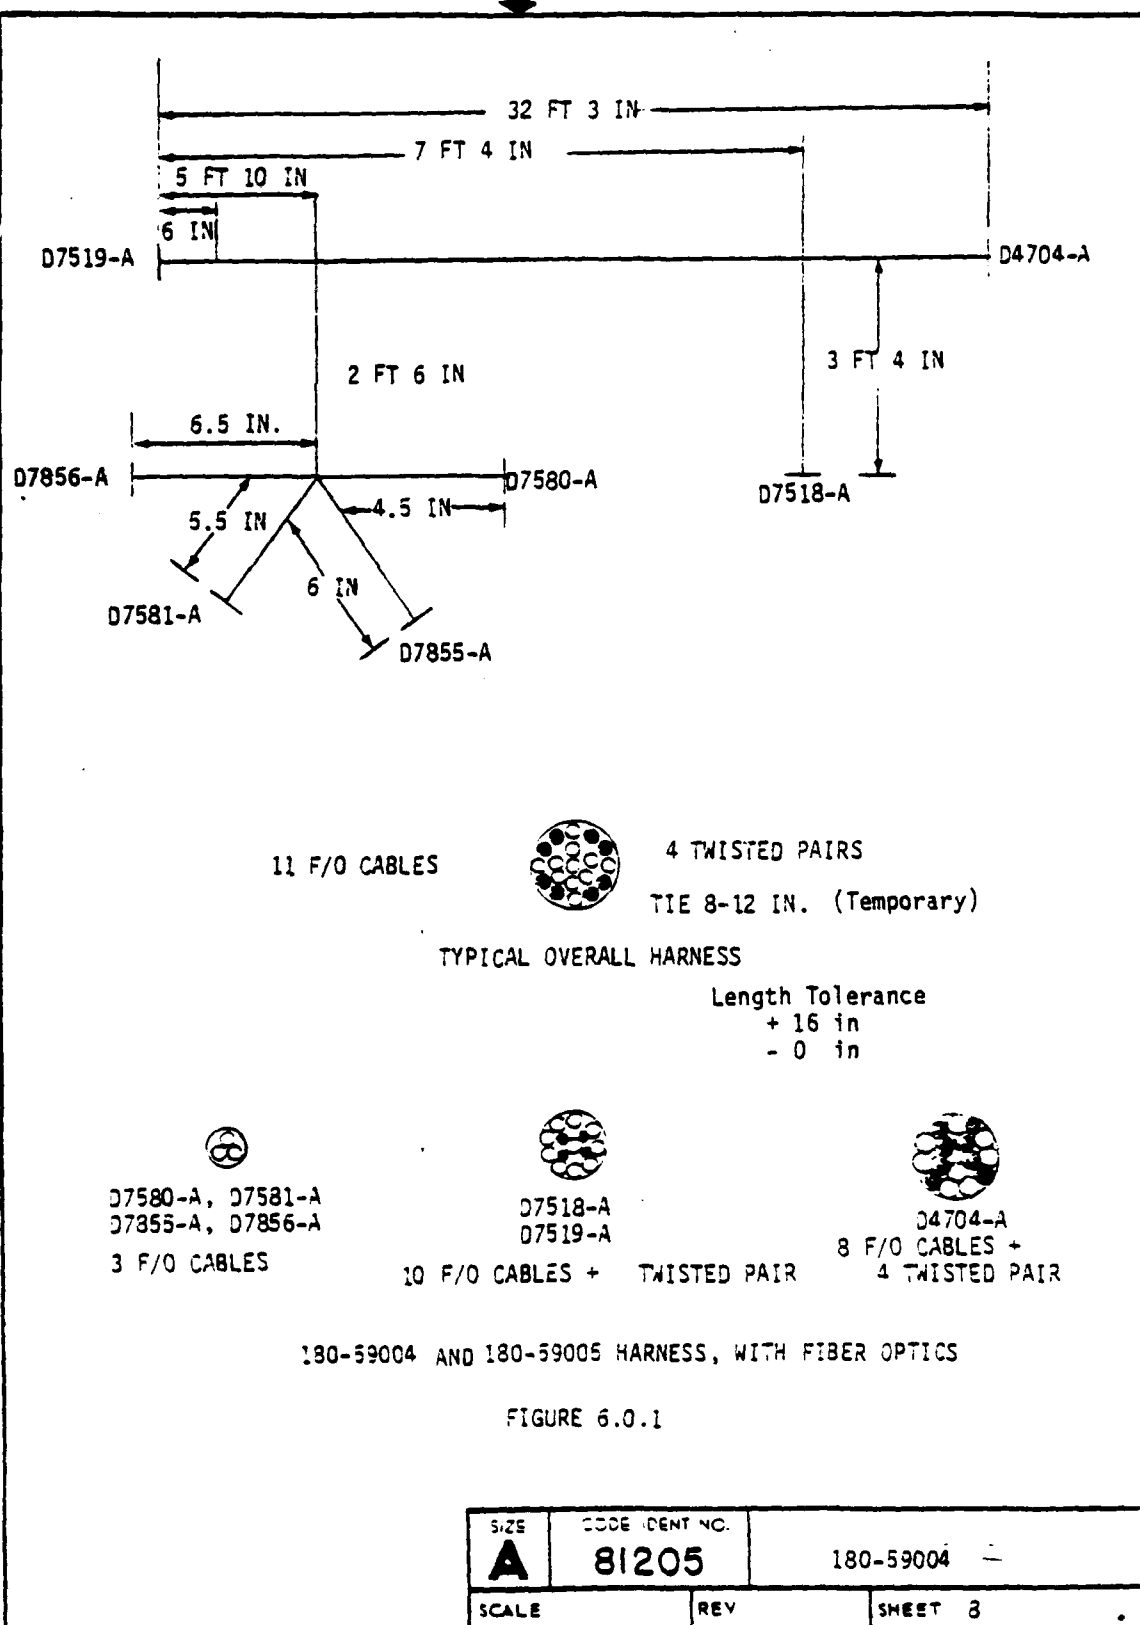 32 FT 3 IN
7 FT 4 IN
5 FT 10 IN
6 IN
D7519-A
D4704-A
2 FT 6 IN
3 FT 4 IN
6.5 IN.
D7856-A
D7580-A
D7518-A
5.5 IN
4.5 IN
6 IN
D7581-A
D7855-A
11 F/O CABLES
4 TWISTED PAIRS
TIE 8-12 IN. (Temporary)
TYPICAL OVERALL HARNESS
Length Tolerance
+ 16 in
- 0 in
D7580-A, D7581-A
D7855-A, D7856-A
3 F/O CABLES
D7518-A
D7519-A
10 F/O CABLES + TWISTED PAIR
D4704-A
8 F/O CABLES +
4 TWISTED PAIR
180-59004 AND 180-59005 HARNESS, WITH FIBER OPTICS
FIGURE 6.0.1
SIZE
A
CODE IDENT NO.
81205
180-59004 -
SCALE
REV
SHEET 8